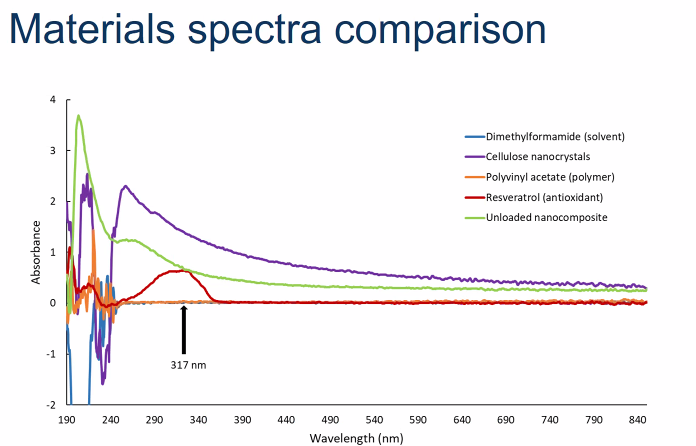 Materials spectra comparison
4
3
2
1
0
-1
-2
Absorbance
Dimethylformamide (solvent)
Cellulose nanocrystals
Polyvinyl acetate (polymer)
Resveratrol (antioxidant)
Unloaded nanocomposite
317 nm
190 240 290 340 390 440 490 540 590 640 690 740 790 840
Wavelength (nm)